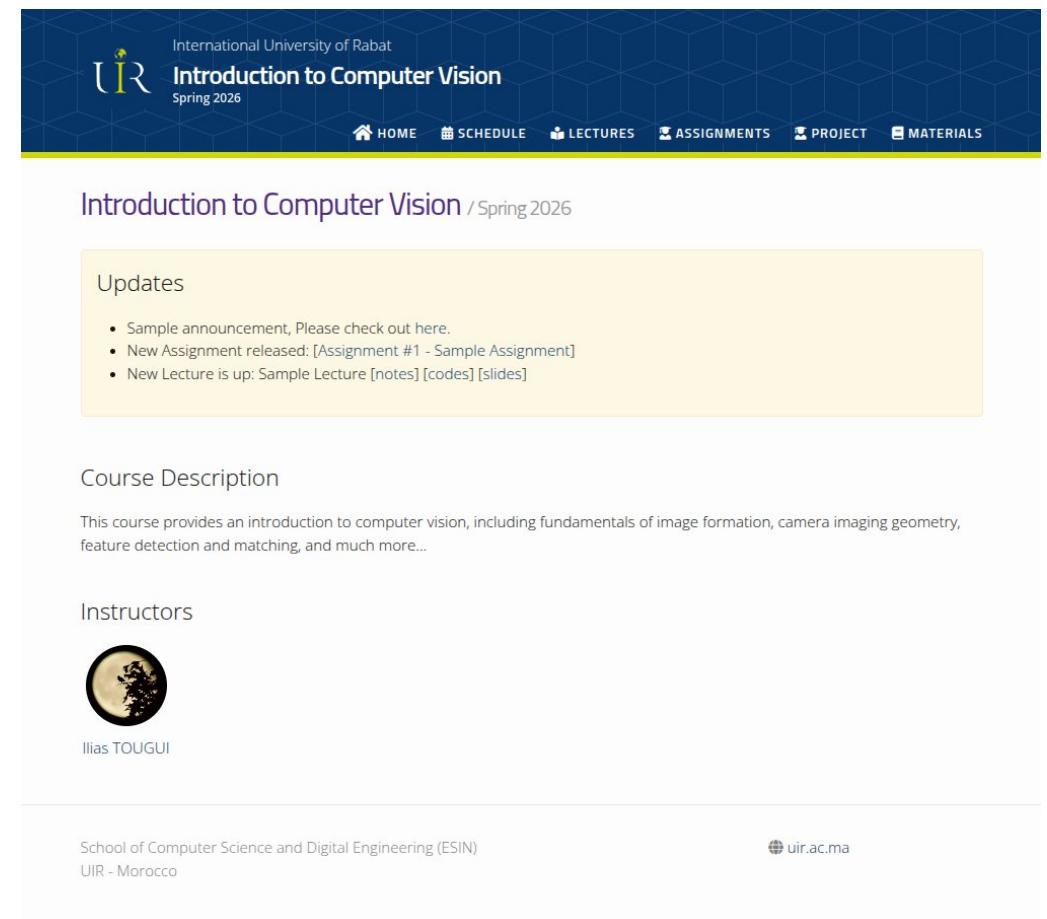 UIR
International University of Rabat
Introduction to Computer Vision
Spring 2026
HOME SCHEDULE LECTURES ASSIGNMENTS PROJECT MATERIALS
Introduction to Computer Vision / Spring 2026
Updates
Sample announcement, Please check out here.
New Assignment released: [Assignment #1 - Sample Assignment]
New Lecture is up: Sample Lecture [notes] [codes] [slides]
Course Description
This course provides an introduction to computer vision, including fundamentals of image formation, camera imaging geometry,
feature detection and matching, and much more...
Instructors
Ilias TOUGUI
School of Computer Science and Digital Engineering (ESIN)
UIR - Morocco
uir.ac.ma